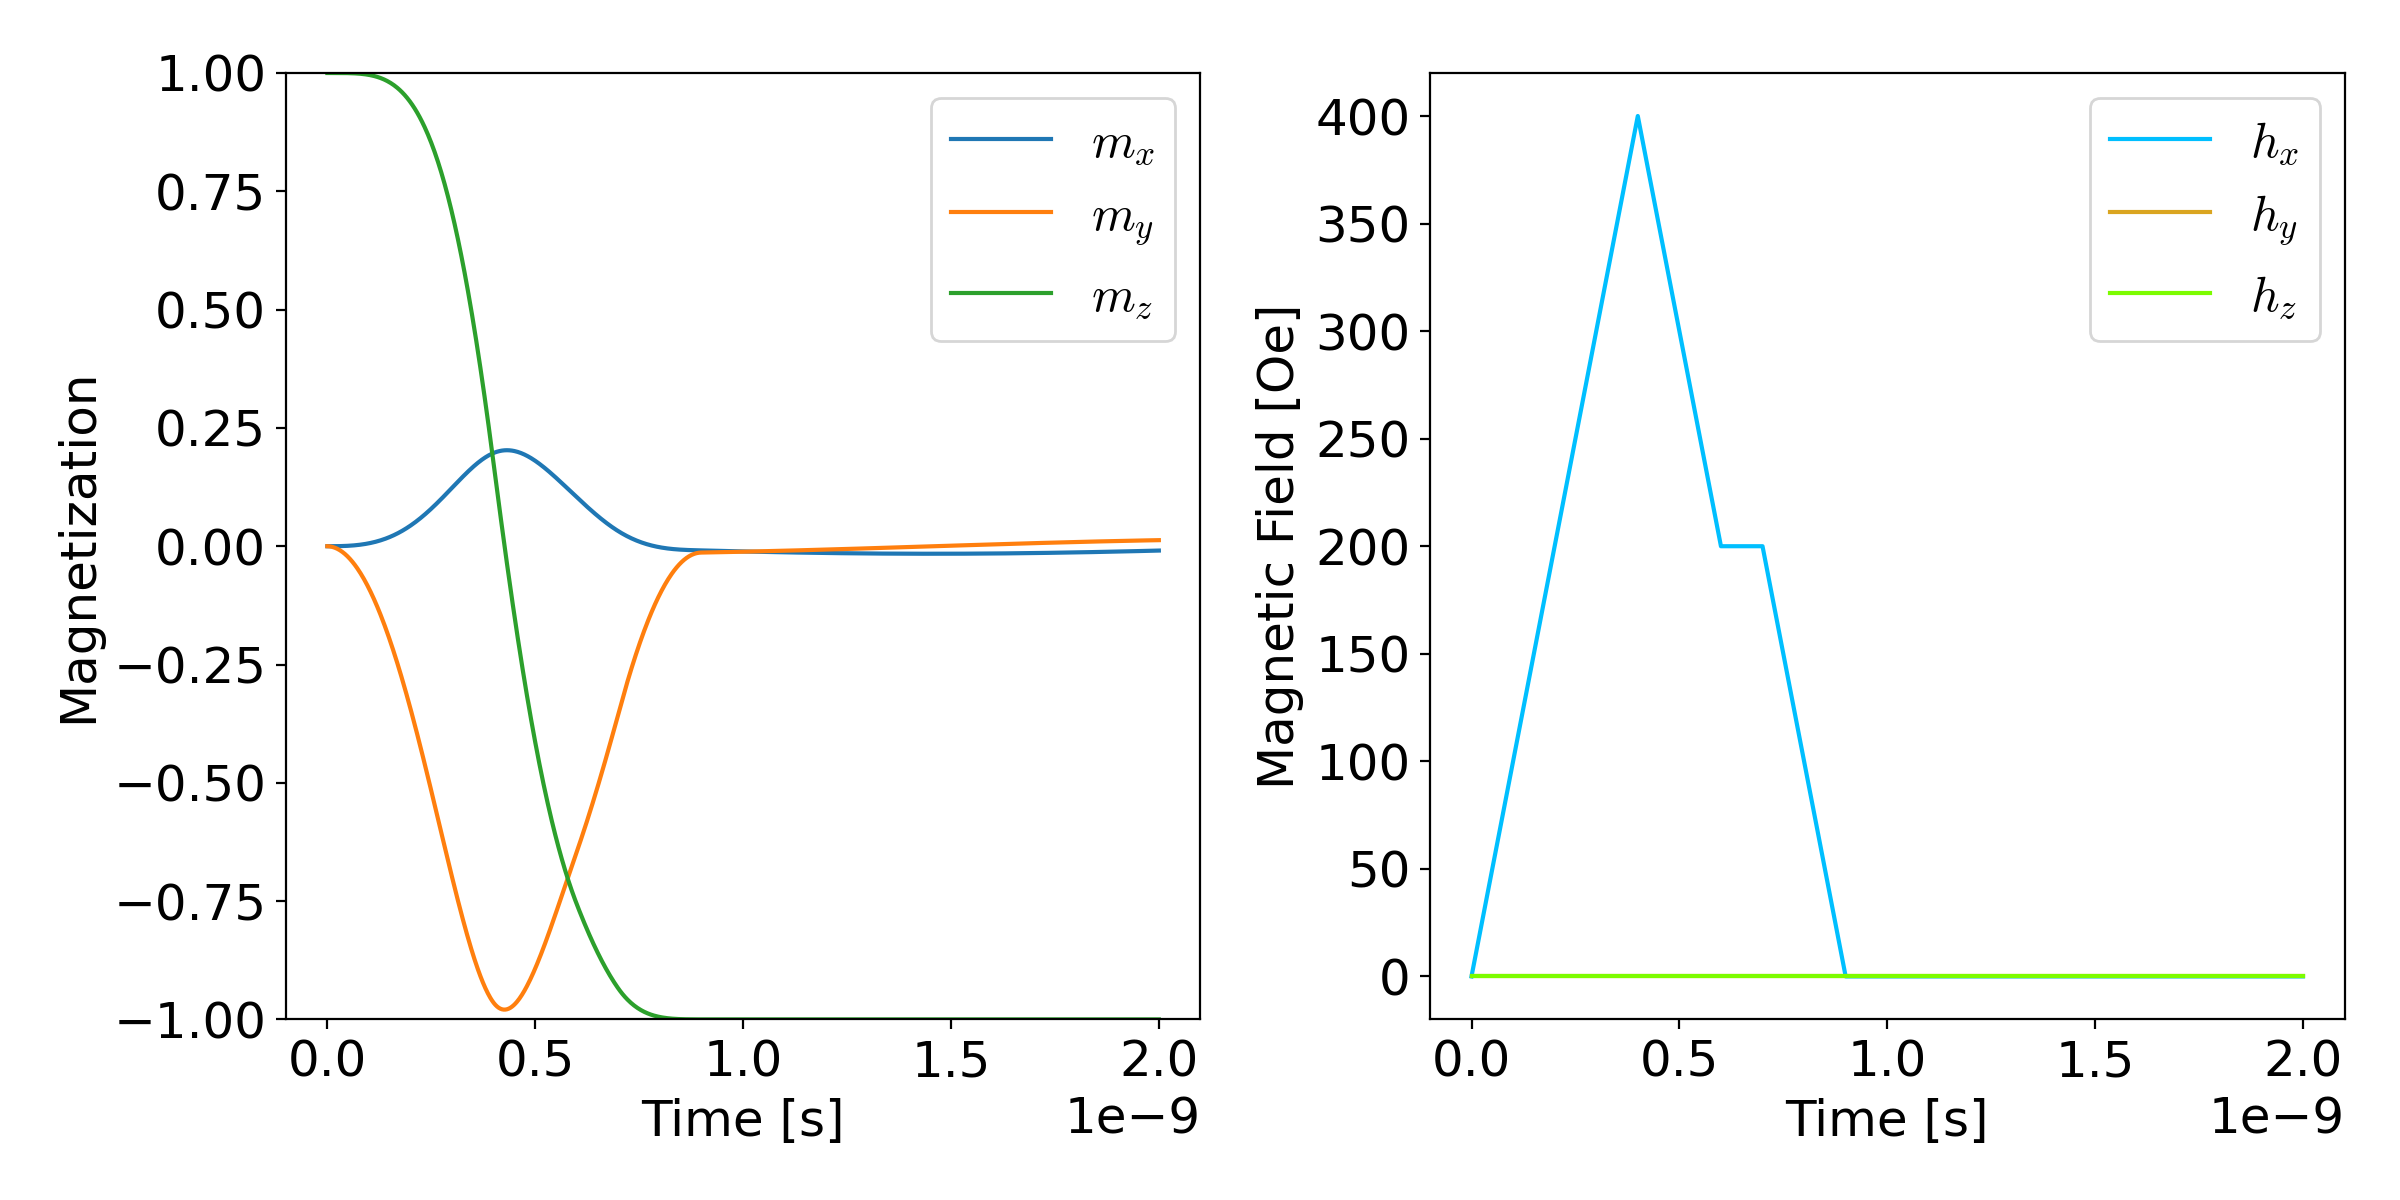 1.00
0.75
0.50
0.25
0.00
−0.25
−0.50
−0.75
−1.00
Magnetization
0.0 0.5 1.0 1.5 2.0
Time [s]
1e−9
m_x
m_y
m_z
400
350
300
250
200
150
100
50
0
Magnetic Field [Oe]
0.0 0.5 1.0 1.5 2.0
Time [s]
1e−9
h_x
h_y
h_z